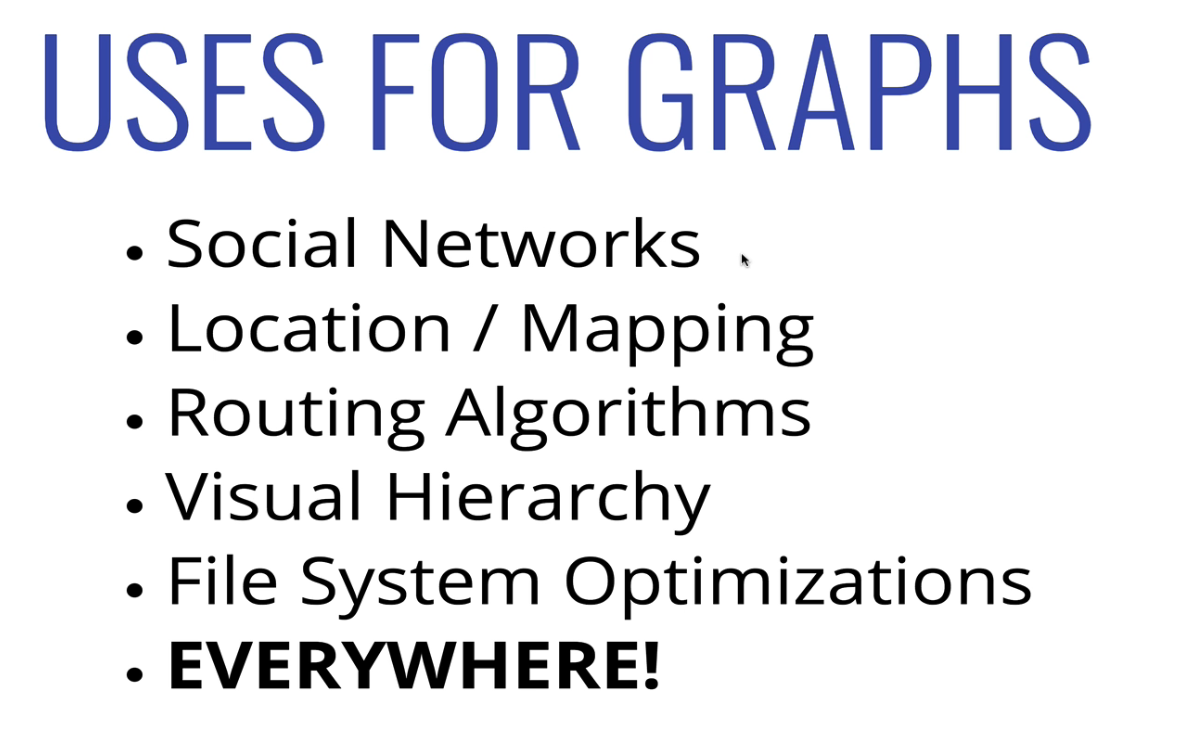 USES FOR GRAPHS
• Social Networks
• Location / Mapping
• Routing Algorithms
• Visual Hierarchy
• File System Optimizations
• EVERYWHERE!